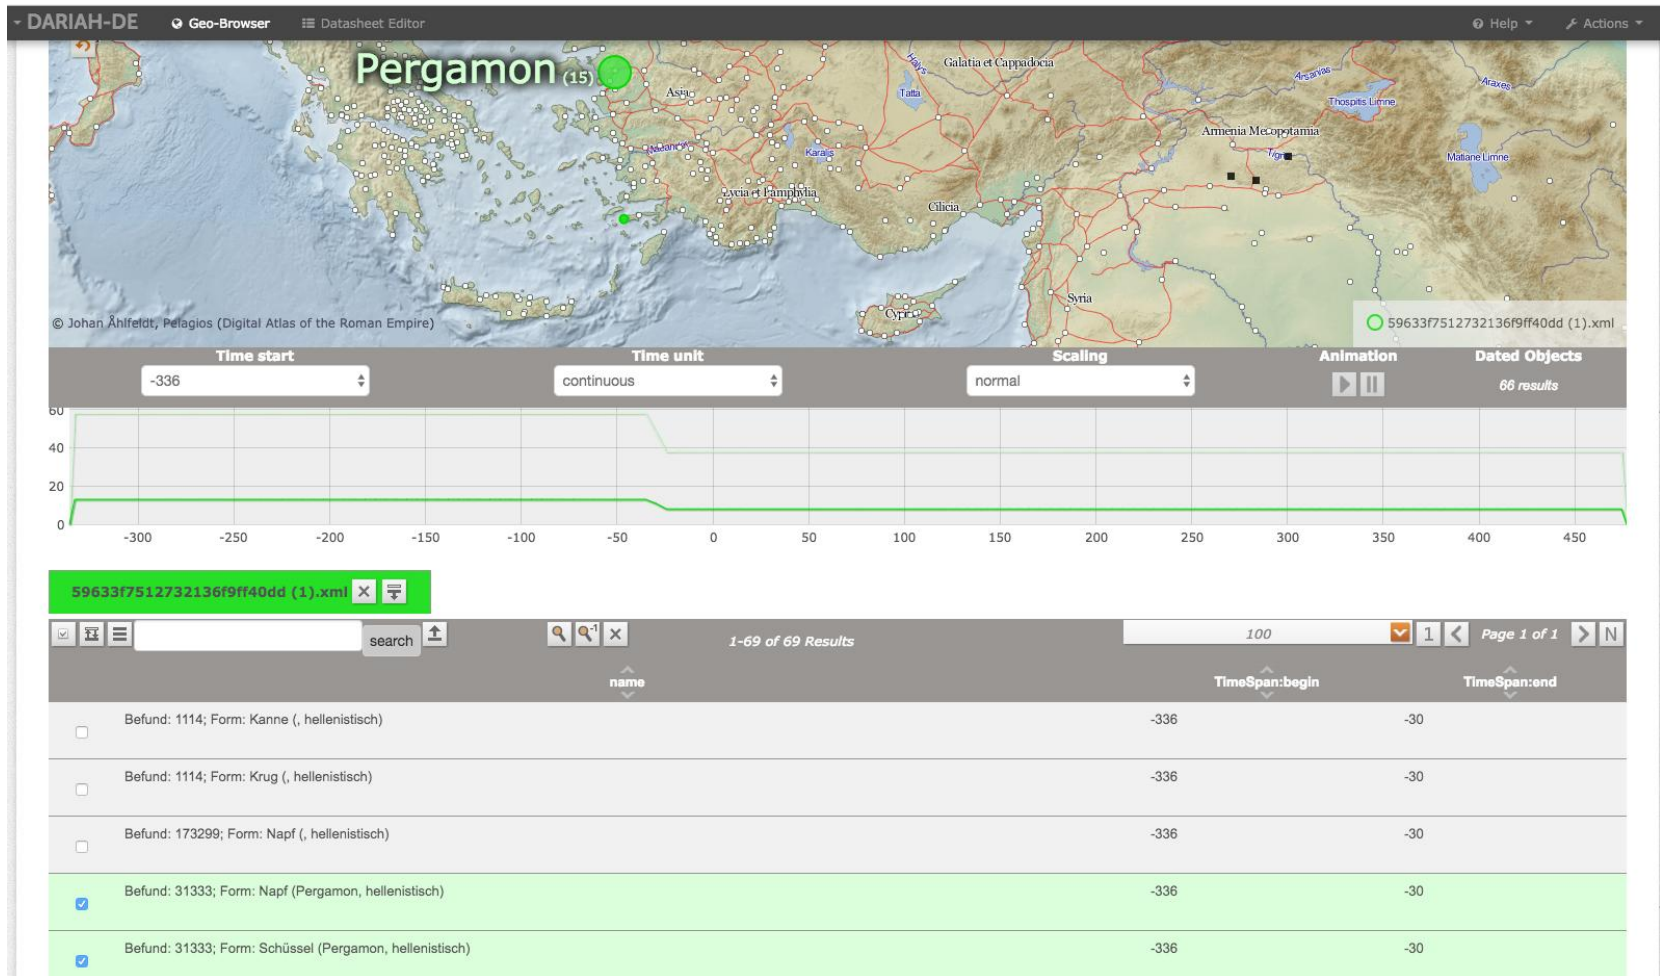 DARIAH-DE Geo-Browser Datasheet Editor Help Actions
Pergamon (15)
Asia
Halys
Galatia et Cappadocia
Tatta
Arsanias
Thospitis Limne
Araxes
Armenia Mesopotamia
Karalis
Matiane Limne
Lycia et Pamphylia
Cilicia
Syria
© Johan Åhlfeldt, Pelagios (Digital Atlas of the Roman Empire)
59633f7512732136f9ff40dd (1).xml
Time start Time unit Scaling Animation Dated Objects
-336 continuous normal 66 results
60
40
20
0
-300 -250 -200 -150 -100 -50 0 50 100 150 200 250 300 350 400 450
59633f7512732136f9ff40dd (1).xml
search -1 1-69 of 69 Results 100 1 Page 1 of 1 N
name TimeSpan:begin TimeSpan:end
Befund: 1114; Form: Kanne (, hellenistisch) -336 -30
Befund: 1114; Form: Krug (, hellenistisch) -336 -30
Befund: 173299; Form: Napf (, hellenistisch) -336 -30
Befund: 31333; Form: Napf (Pergamon, hellenistisch) -336 -30
Befund: 31333; Form: Schüssel (Pergamon, hellenistisch) -336 -30